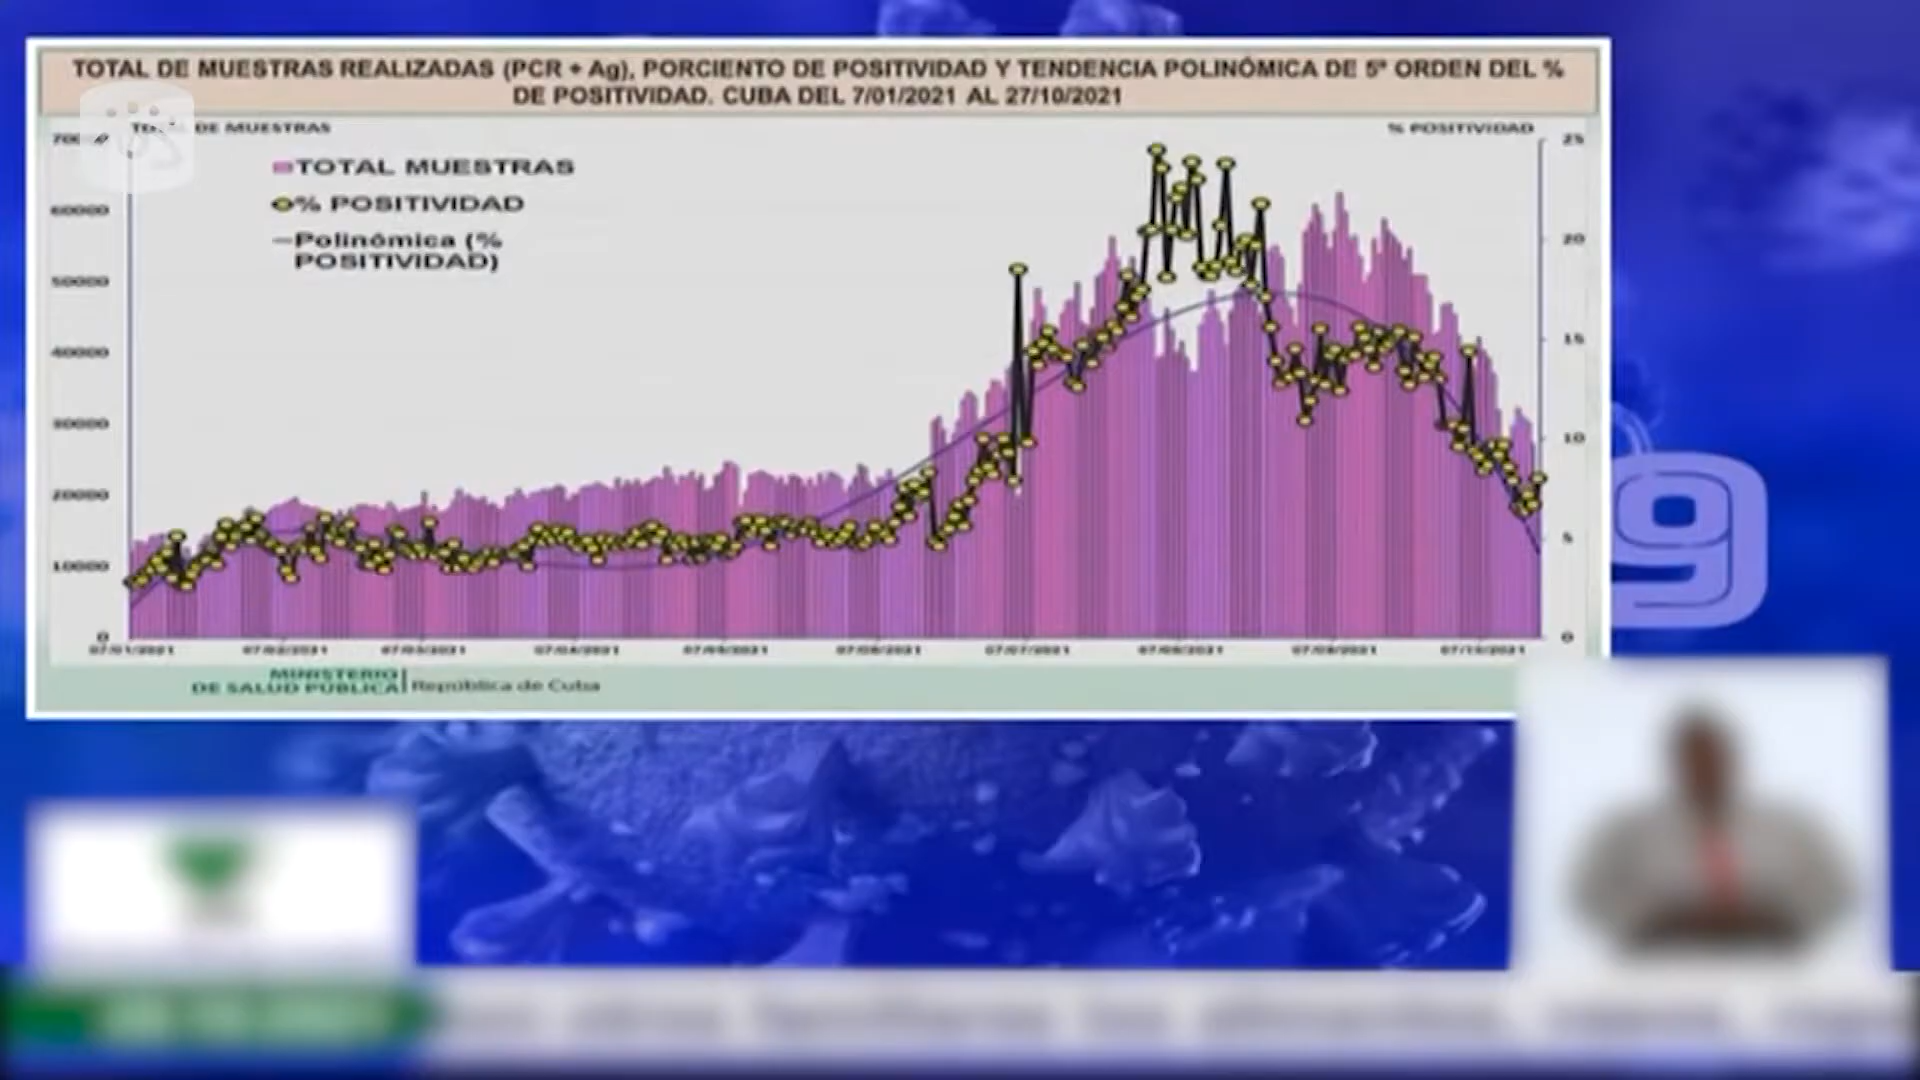 TOTAL DE MUESTRAS REALIZADAS (PCR + Ag), PORCIENTO DE POSITIVIDAD Y TENDENCIA POLINÓMICA DE 5º ORDEN DEL %
DE POSITIVIDAD. CUBA DEL 7/01/2021 AL 27/10/2021
DE MUESTRAS
% POSITIVIDAD
TOTAL MUESTRAS
% POSITIVIDAD
Polinómica (%
POSITIVIDAD)
70000
60000
50000
40000
30000
20000
10000
0
25
20
15
10
5
0
07/01/2021 07/02/2021 07/03/2021 07/04/2021 07/05/2021 07/06/2021 07/07/2021 07/08/2021 07/09/2021 07/10/2021
MINISTERIO
DE SALUD PÚBLICA República de Cuba
9